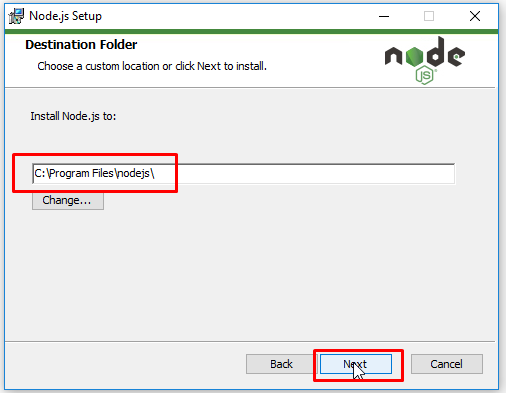 Node.js Setup
Destination Folder
Choose a custom location or click Next to install.
node
JS
Install Node.js to:
C:\Program Files\nodejs\
Change...
Back
Next
Cancel